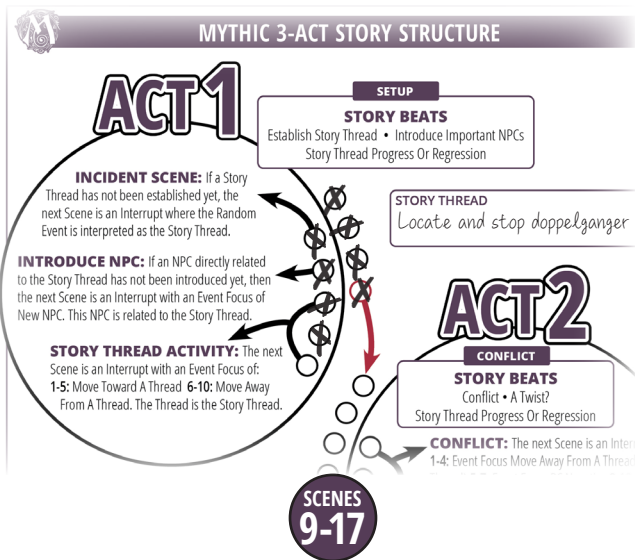 MYTHIC 3-ACT STORY STRUCTURE
ACT 1
SETUP
STORY BEATS
Establish Story Thread • Introduce Important NPCs
Story Thread Progress Or Regression
INCIDENT SCENE: If a Story
Thread has not been established yet, the
next Scene is an Interrupt where the Random
Event is interpreted as the Story Thread.
INTRODUCE NPC: If an NPC directly related
to the Story Thread has not been introduced yet, then
the next Scene is an Interrupt with an Event Focus of
New NPC. This NPC is related to the Story Thread.
STORY THREAD ACTIVITY: The next
Scene is an Interrupt with an Event Focus of:
1-5: Move Toward A Thread 6-10: Move Away
From A Thread. The Thread is the Story Thread.
STORY THREAD
Locate and stop doppelganger
ACT 2
CONFLICT
STORY BEATS
Conflict • A Twist?
Story Thread Progress Or Regression
CONFLICT: The next Scene is an Inter
1-4: Event Focus Move Away From A Thread
SCENES
9-17